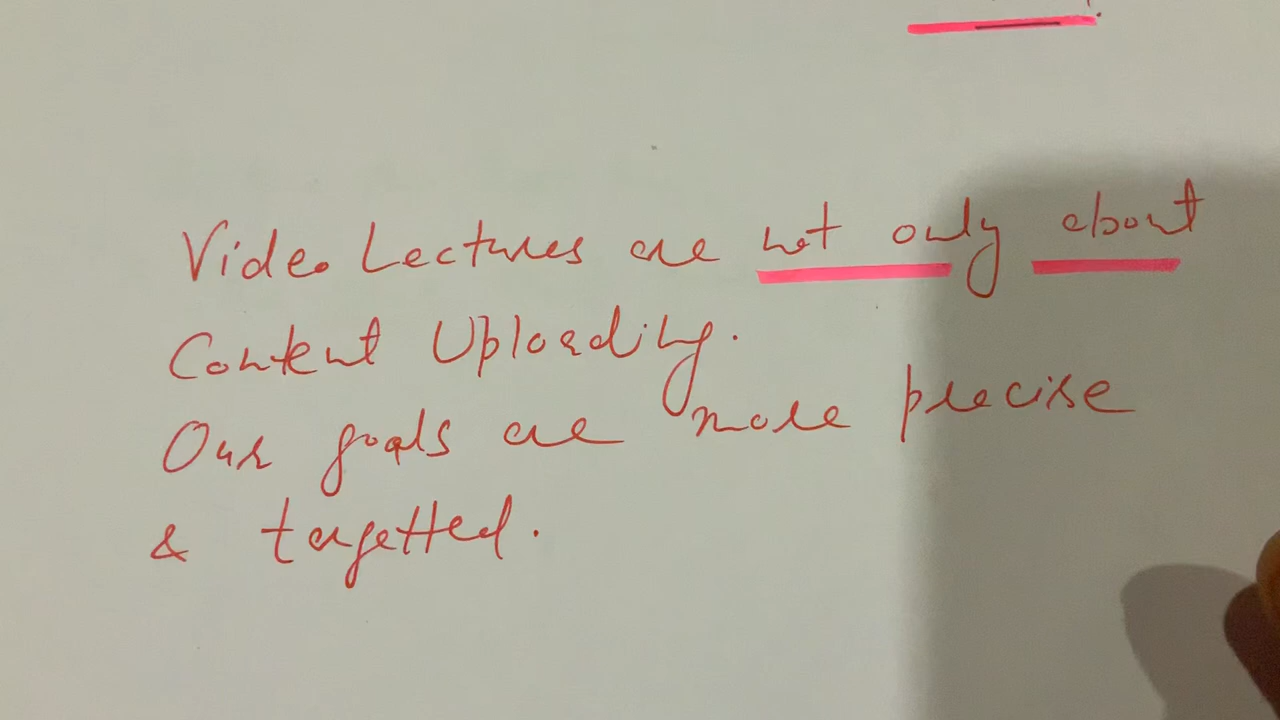 Video Lectures are not only about
Content Uploading.
Our goals are more precise
& targetted.